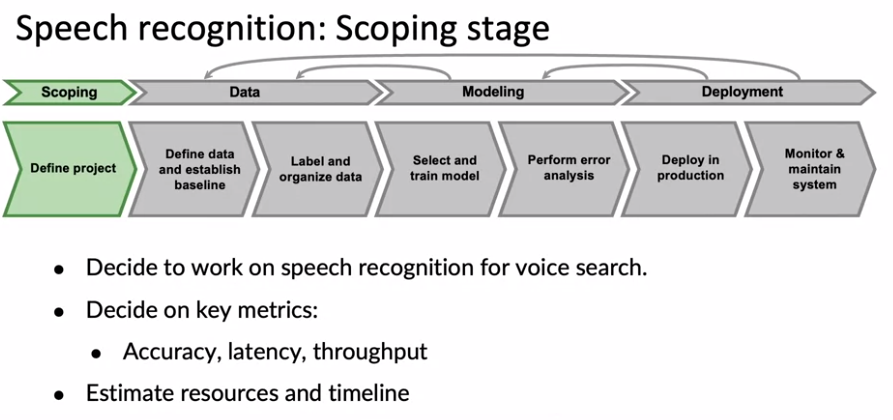 Speech recognition: Scoping stage
Scoping
Data
Modeling
Deployment
Define project
Define data
and establish
baseline
Label and
organize data
Select and
train model
Perform error
analysis
Deploy in
production
Monitor &
maintain
system
• Decide to work on speech recognition for voice search.
• Decide on key metrics:
• Accuracy, latency, throughput
• Estimate resources and timeline